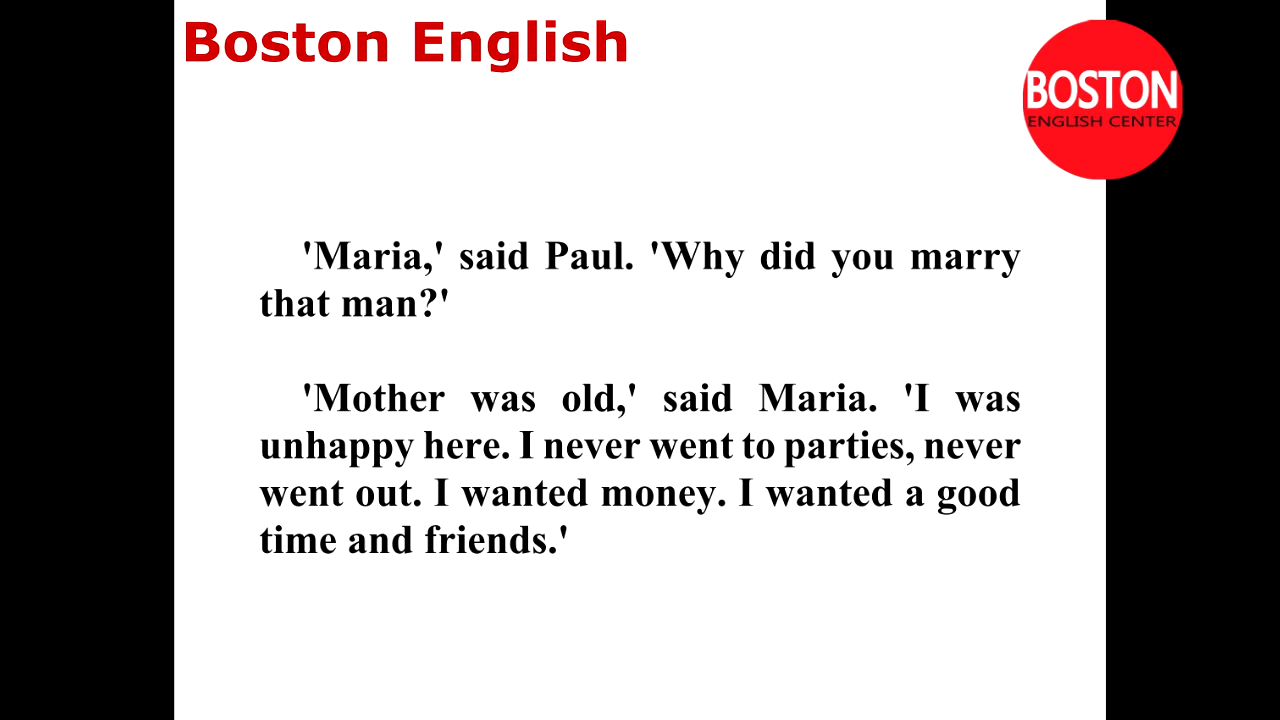 Boston English
BOSTON
ENGLISH CENTER
'Maria,' said Paul. 'Why did you marry
that man?'
'Mother was old,' said Maria. 'I was
unhappy here. I never went to parties, never
went out. I wanted money. I wanted a good
time and friends.'